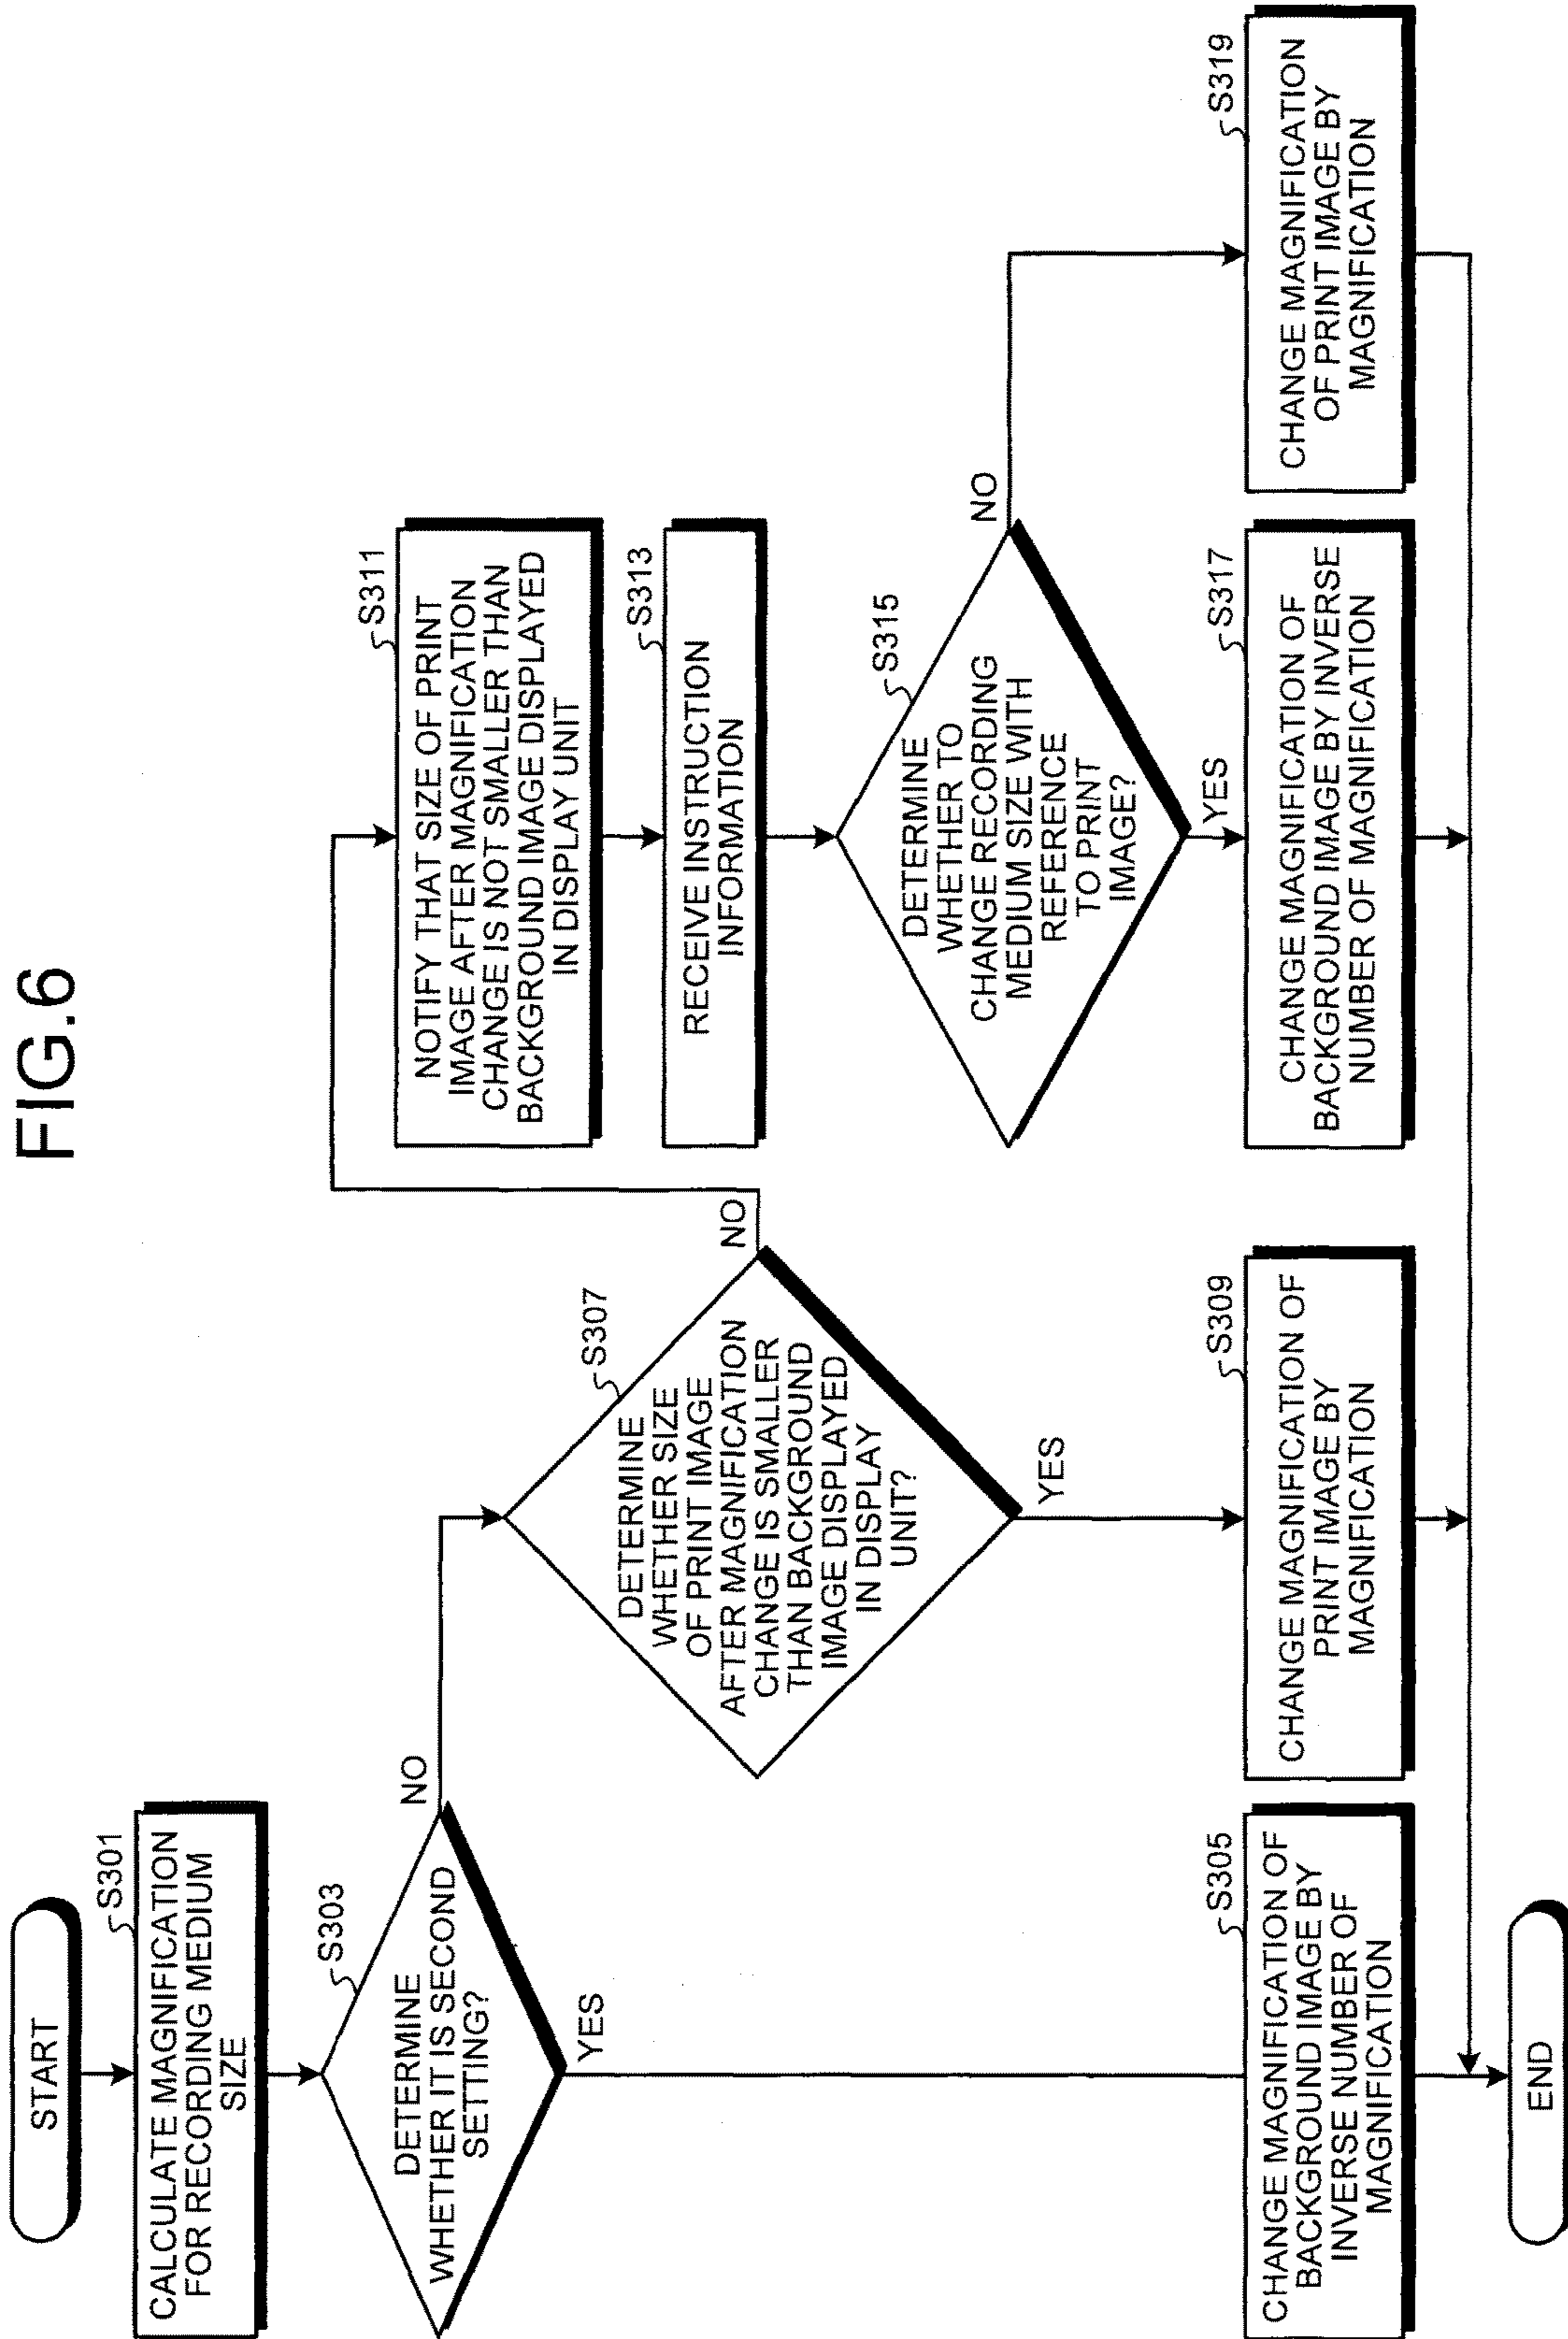 FIG.6
START
S301
CALCULATE MAGNIFICATION
FOR RECORDING MEDIUM
SIZE
S303
DETERMINE
WHETHER IT IS SECOND
SETTING?
NO
YES
S305
CHANGE MAGNIFICATION OF
BACKGROUND IMAGE BY
INVERSE NUMBER OF
MAGNIFICATION
S307
DETERMINE
WHETHER SIZE
OF PRINT IMAGE
AFTER MAGNIFICATION
CHANGE IS SMALLER
THAN BACKGROUND
IMAGE DISPLAYED
IN DISPLAY
UNIT?
NO
YES
S309
CHANGE MAGNIFICATION OF
PRINT IMAGE BY
MAGNIFICATION
S311
NOTIFY THAT SIZE OF PRINT
IMAGE AFTER MAGNIFICATION
CHANGE IS NOT SMALLER THAN
BACKGROUND IMAGE DISPLAYED
IN DISPLAY UNIT
S313
RECEIVE INSTRUCTION
INFORMATION
S315
DETERMINE
WHETHER TO
CHANGE RECORDING
MEDIUM SIZE WITH
REFERENCE
TO PRINT
IMAGE?
NO
YES
S317
CHANGE MAGNIFICATION OF
BACKGROUND IMAGE BY INVERSE
NUMBER OF MAGNIFICATION
S319
CHANGE MAGNIFICATION
OF PRINT IMAGE BY
MAGNIFICATION
END